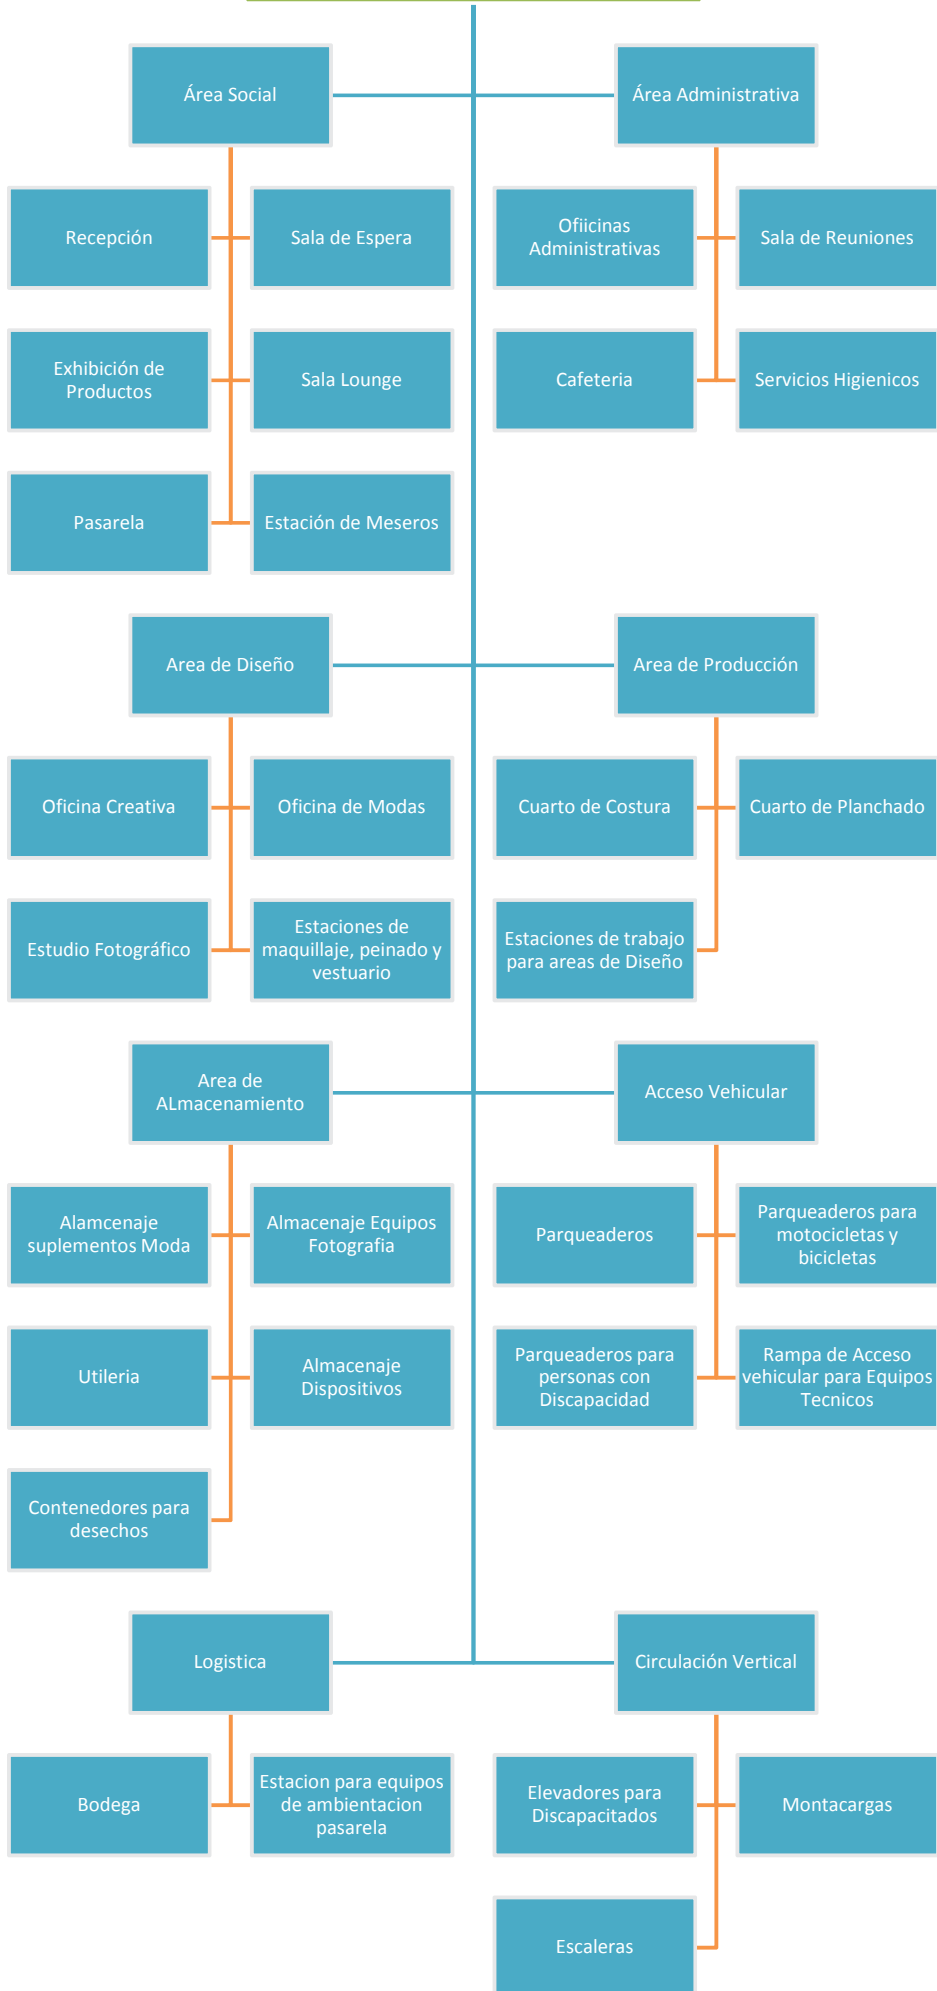 Área Social
Área Administrativa
Recepción
Sala de Espera
Ofiicinas
Administrativas
Sala de Reuniones
Exhibición de
Productos
Sala Lounge
Cafeteria
Servicios Higienicos
Pasarela
Estación de Meseros
Area de Diseño
Area de Producción
Oficina Creativa
Oficina de Modas
Cuarto de Costura
Cuarto de Planchado
Estudio Fotográfico
Estaciones de
maquillaje, peinado y
vestuario
Estaciones de trabajo
para areas de Diseño
Area de
ALmacenamiento
Acceso Vehicular
Alamcenaje
suplementos Moda
Almacenaje Equipos
Fotografia
Parqueaderos
Parqueaderos para
motocicletas y
bicicletas
Utileria
Almacenaje
Dispositivos
Parqueaderos para
personas con
Discapacidad
Rampa de Acceso
vehicular para Equipos
Tecnicos
Contenedores para
desechos
Logistica
Circulación Vertical
Bodega
Estacion para equipos
de ambientacion
pasarela
Elevadores para
Discapacitados
Montacargas
Escaleras